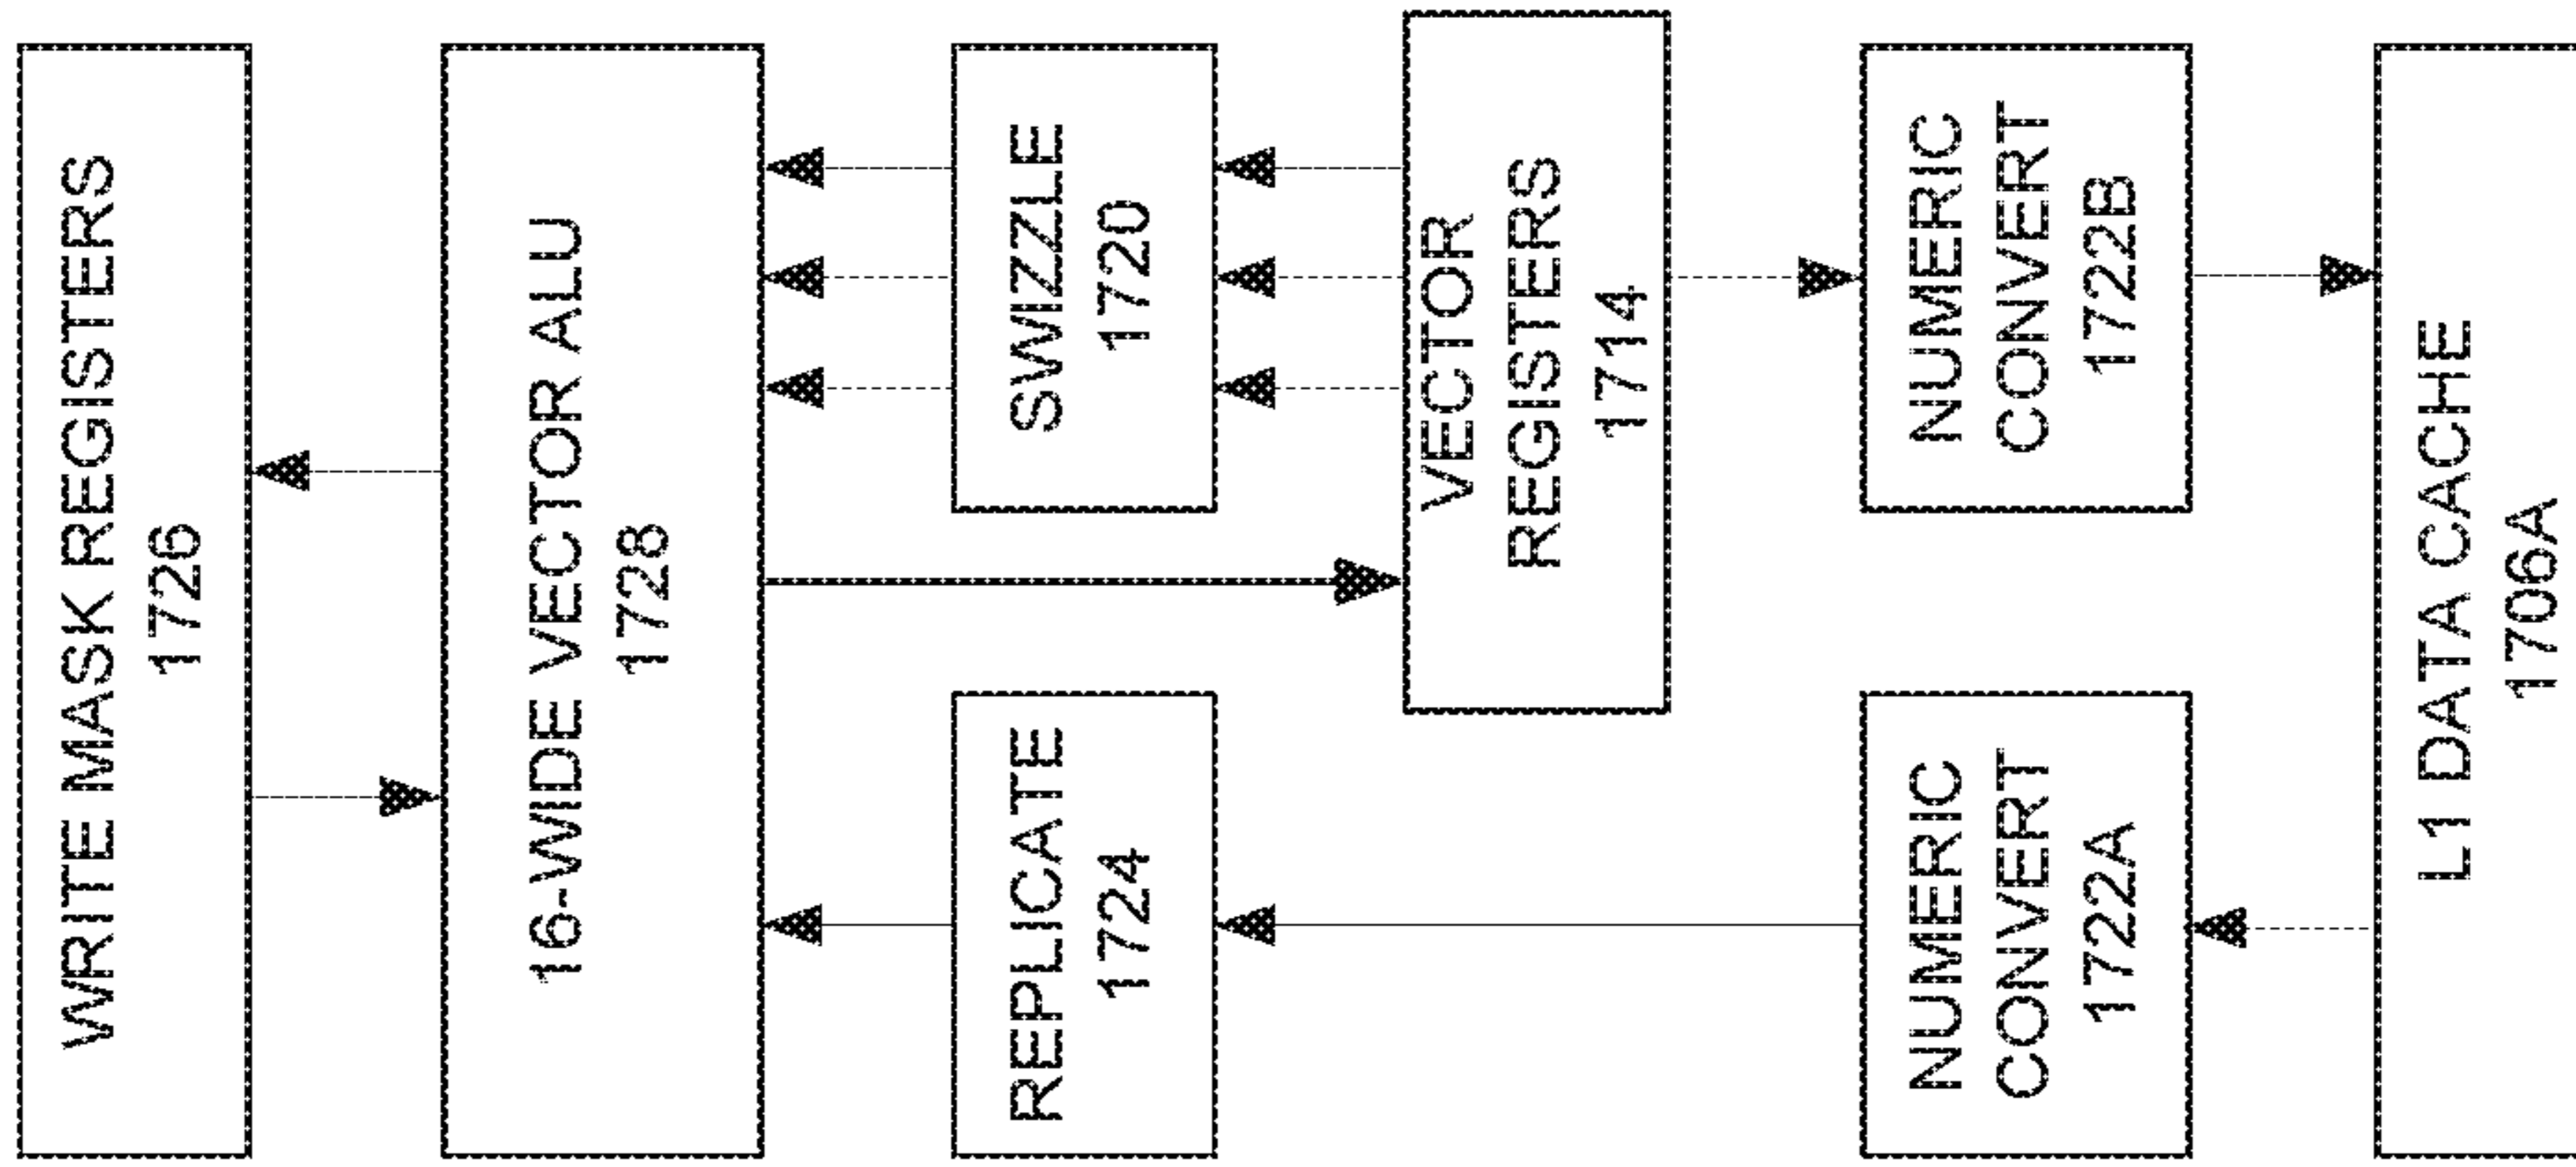 WRITE MASK REGISTERS
1726
16-WIDE VECTOR ALU
1728
REPLICATE
1724
SWIZZLE
1720
VECTOR
REGISTERS
1714
NUMERIC
CONVERT
1722A
NUMERIC
CONVERT
1722B
L1 DATA CACHE
1706A